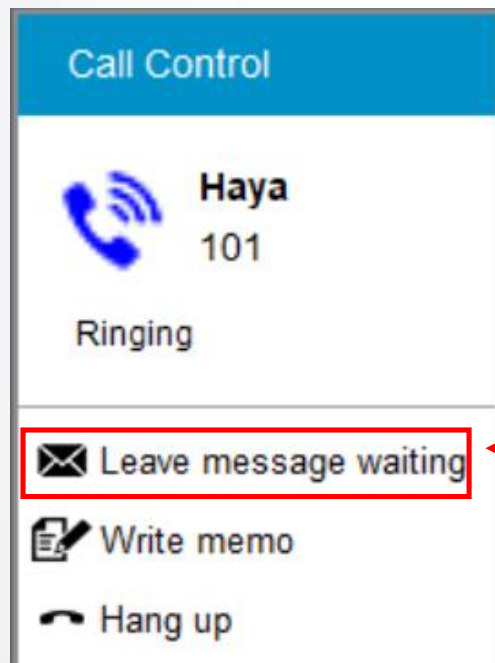 Call Control
Haya
101
Ringing
Leave message waiting
Write memo
Hang up